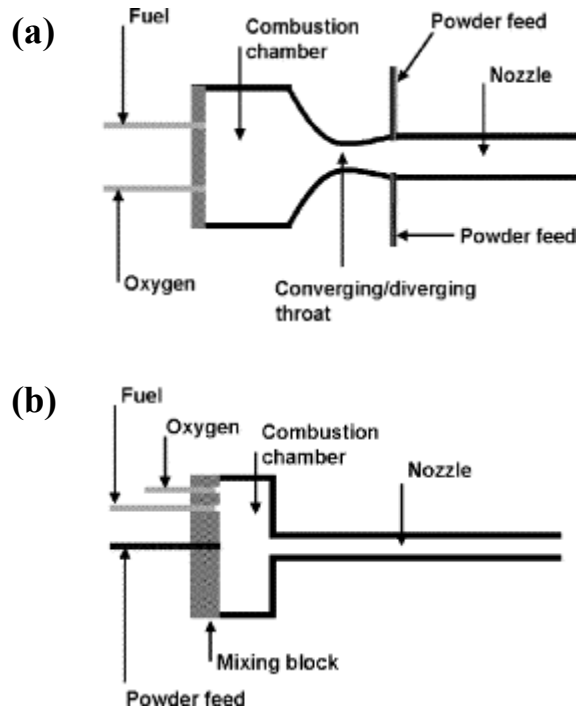 (a)
Fuel
Combustion
chamber
Powder feed
Nozzle
Powder feed
Oxygen
Converging/diverging
throat
(b)
Fuel
Oxygen
Combustion
chamber
Nozzle
Mixing block
Powder feed